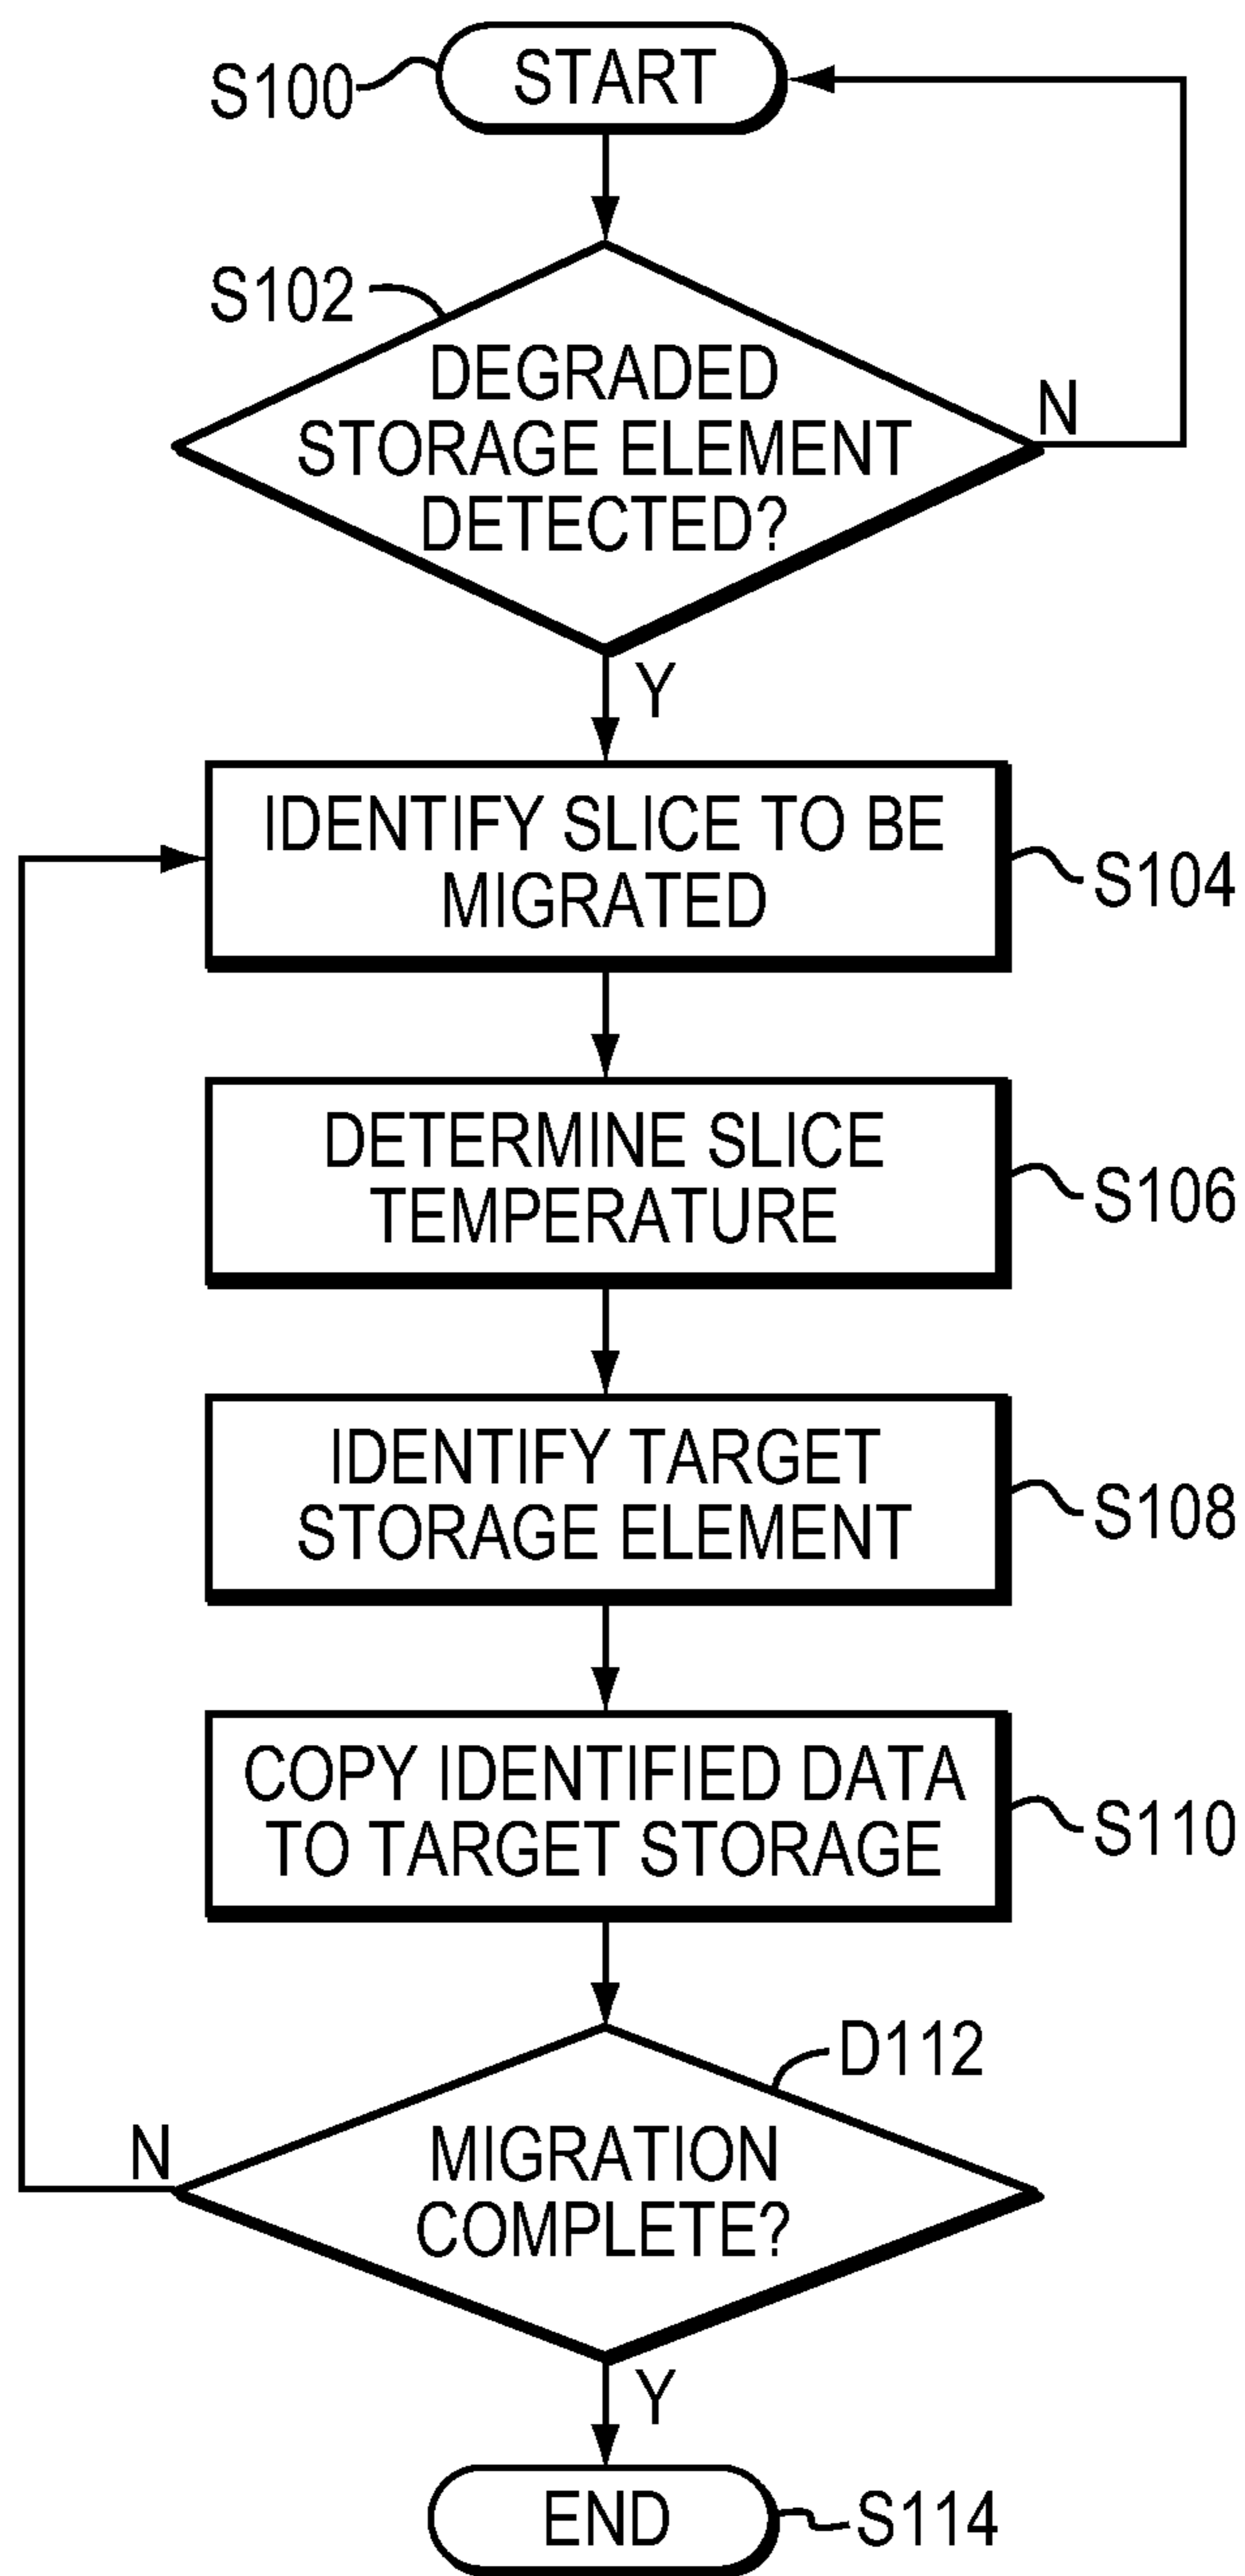 S100
START
S102
DEGRADED
STORAGE ELEMENT
DETECTED?
N
Y
IDENTIFY SLICE TO BE
MIGRATED
S104
DETERMINE SLICE
TEMPERATURE
S106
IDENTIFY TARGET
STORAGE ELEMENT
S108
COPY IDENTIFIED DATA
TO TARGET STORAGE
S110
D112
N
MIGRATION
COMPLETE?
Y
END
S114